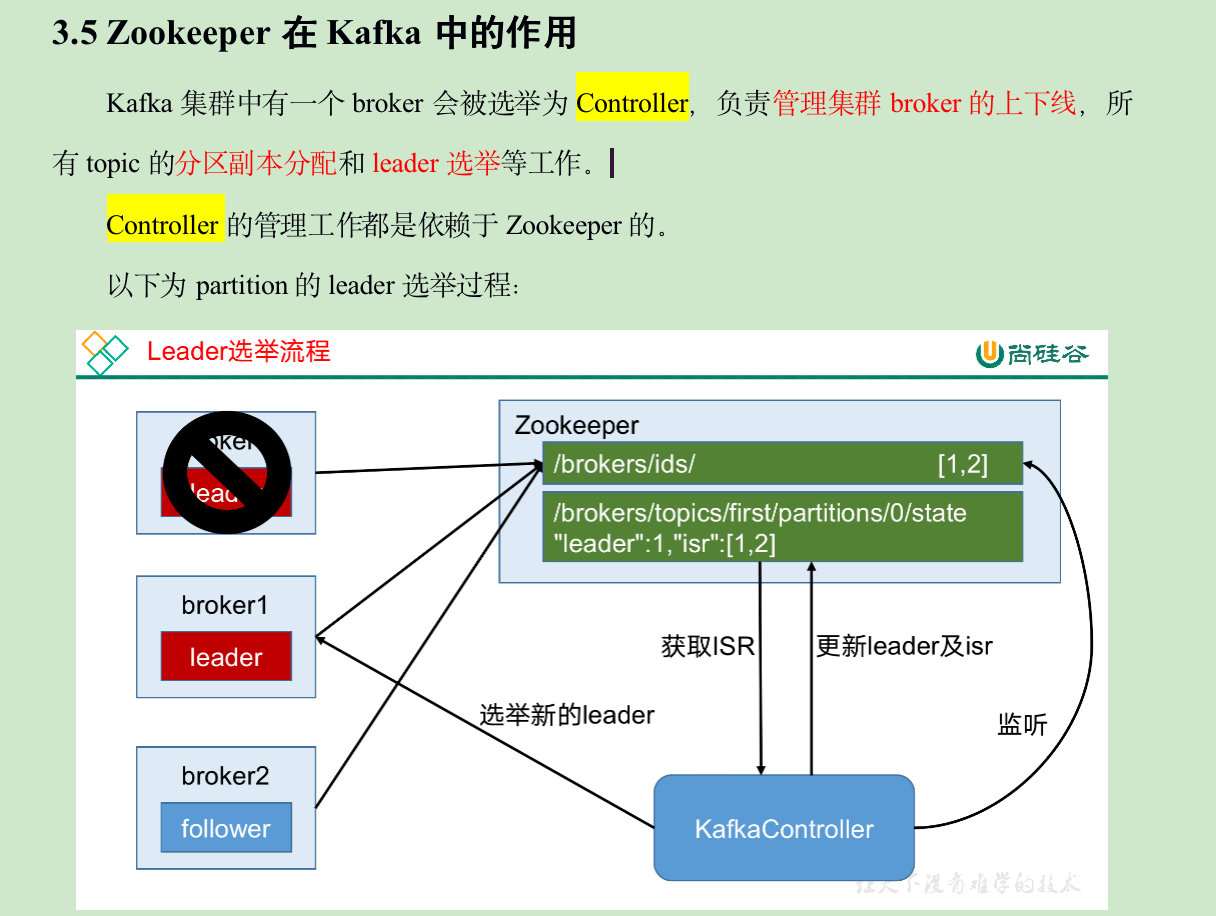 3.5 Zookeeper 在 Kafka 中的作用
Kafka 集群中有一个 broker 会被选举为 Controller，负责管理集群 broker 的上下线，所
有 topic 的分区副本分配和 leader 选举等工作。
Controller 的管理工作都是依赖于 Zookeeper 的。
以下为 partition 的 leader 选举过程：
Leader选举流程
尚硅谷
Zookeeper
/brokers/ids/ [1,2]
/brokers/topics/first/partitions/0/state
"leader":1,"isr":[1,2]
broker1
leader
获取ISR
更新leader及isr
选举新的leader
监听
broker2
follower
KafkaController
让天下没有难学的技术